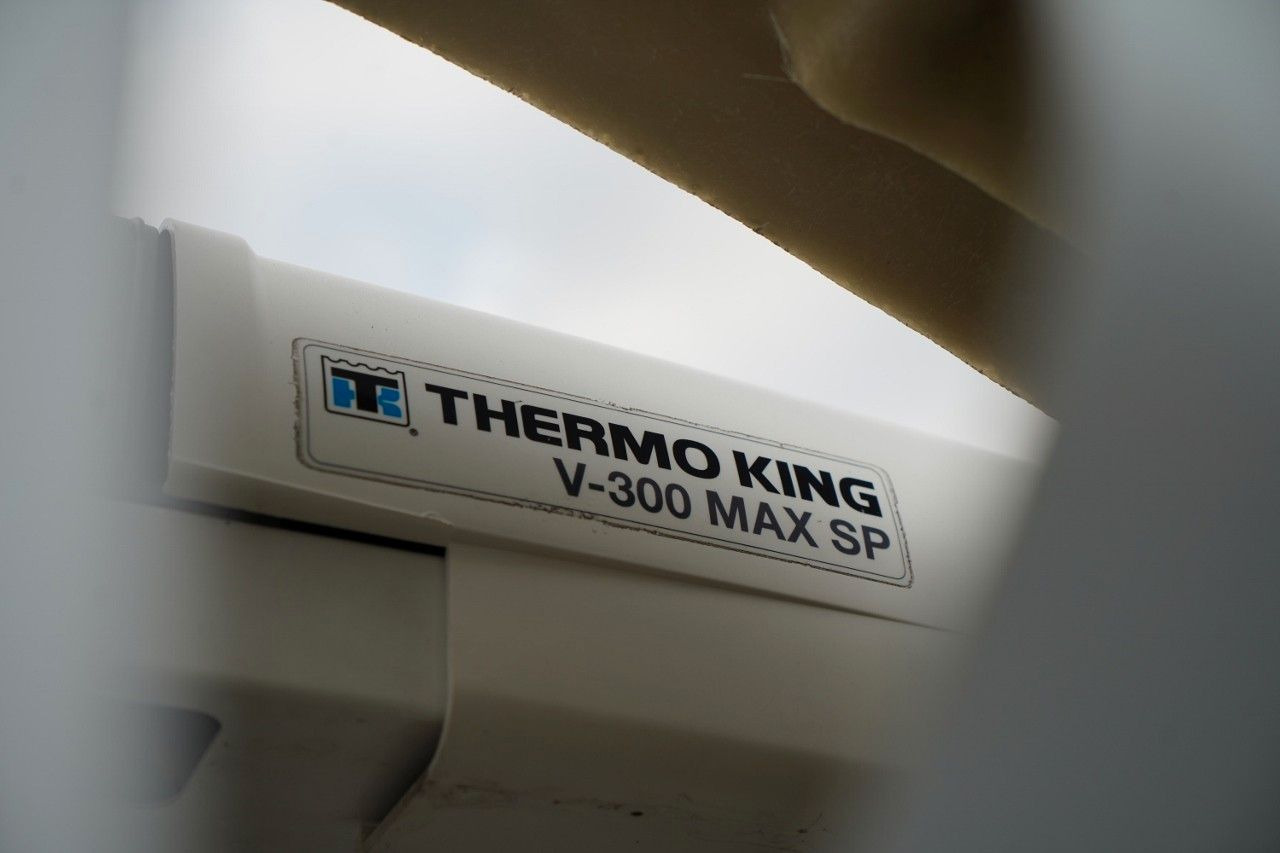 TK
THERMO KING
V-300 MAX SP